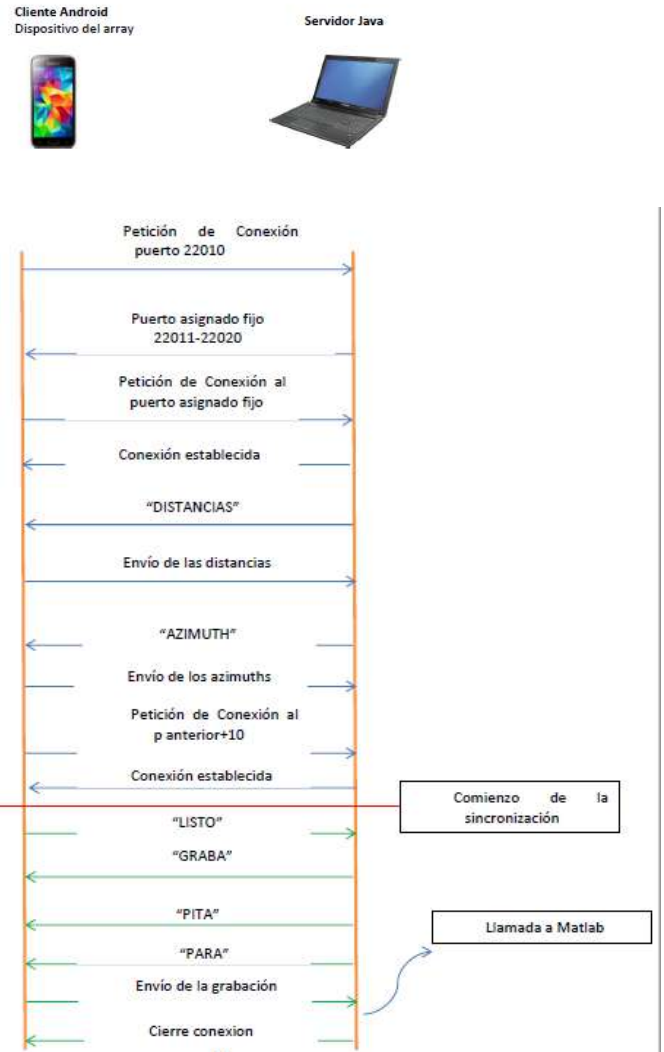 Cliente Android
Dispositivo del array
Servidor Java
Petición de Conexión
puerto 22010
Puerto asignado fijo
22011-22020
Petición de Conexión al
puerto asignado fijo
Conexión establecida
“DISTANCIAS”
Envío de las distancias
“AZIMUTH”
Envío de los azimuths
Petición de Conexión al
p anterior+10
Conexión establecida
Comienzo de la
sincronización
“LISTO”
“GRABA”
“PITA”
Llamada a Matlab
“PARA”
Envío de la grabación
Cierre conexion